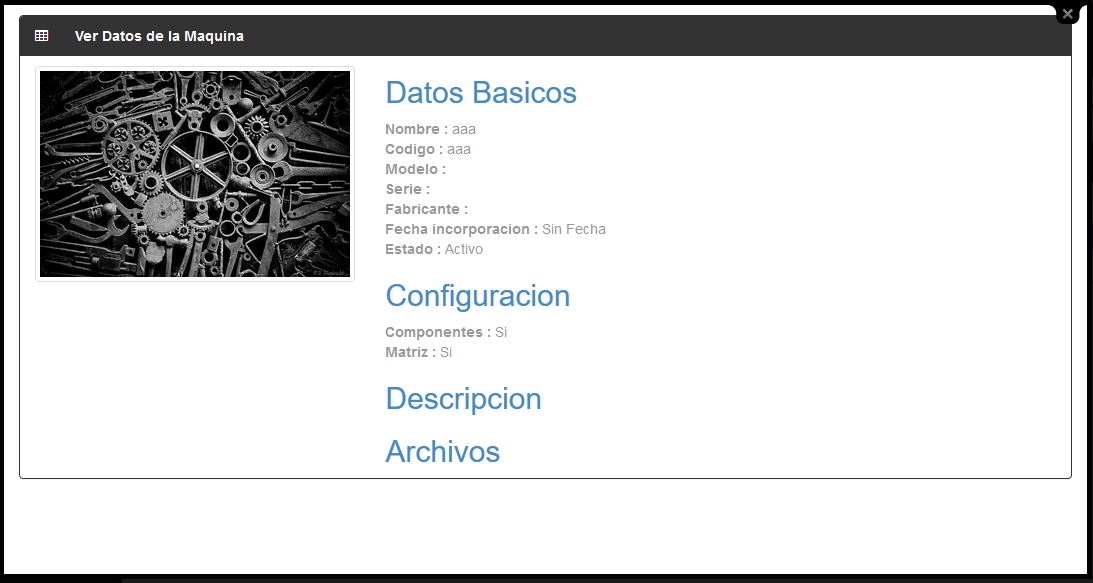 Ver Datos de la Maquina
Datos Basicos
Nombre : aaa
Codigo : aaa
Modelo :
Serie :
Fabricante :
Fecha incorporacion : Sin Fecha
Estado : Activo
Configuracion
Componentes : Si
Matriz : Si
Descripcion
Archivos